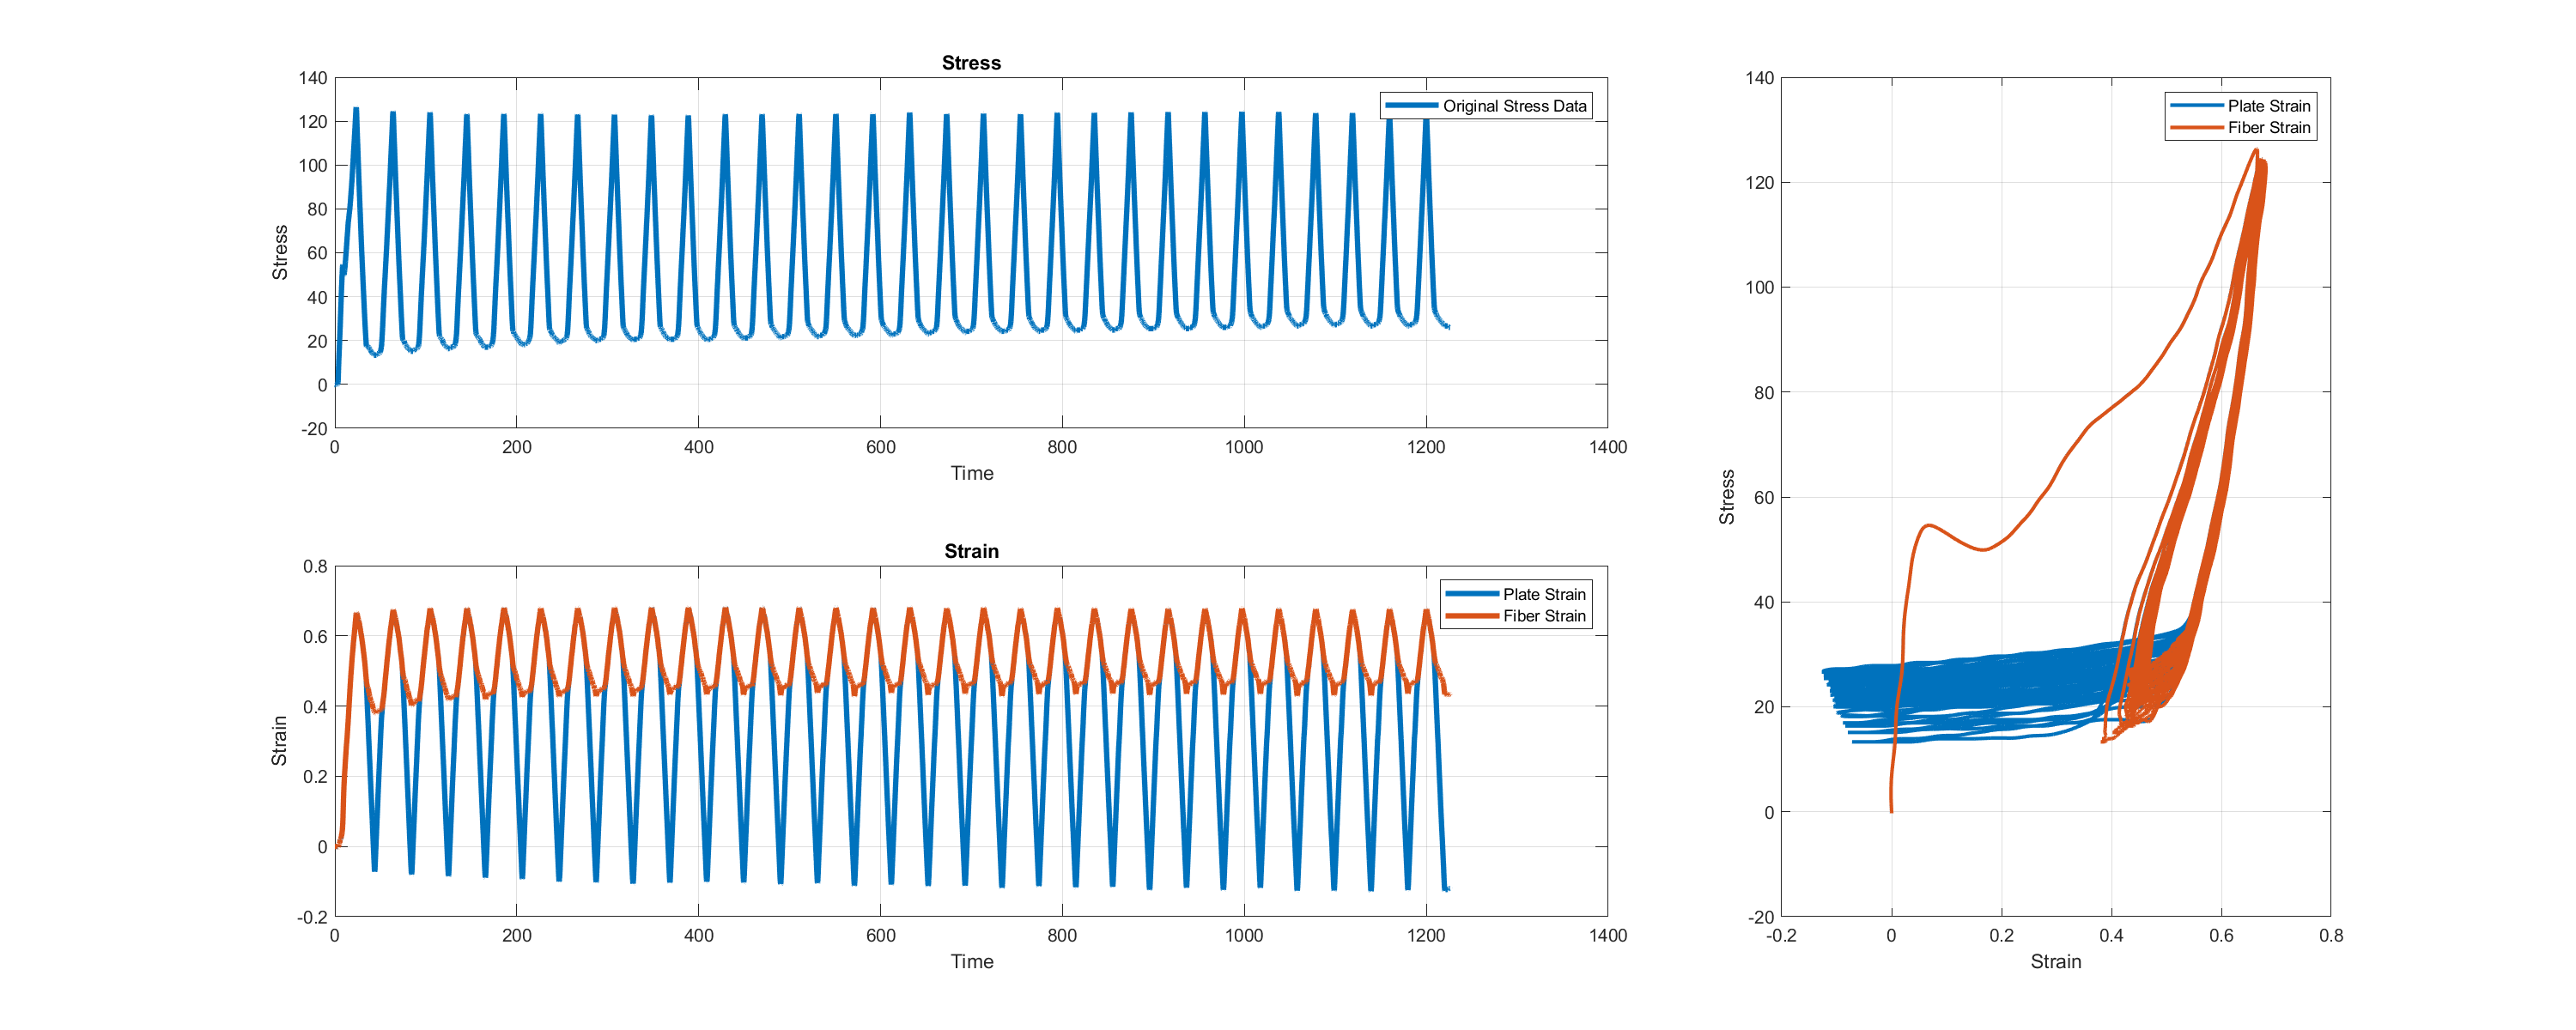 Stress
140
120
100
80
60
40
20
0
-20
Stress
Original Stress Data
0 200 400 600 800 1000 1200 1400
Time
Strain
0.8
0.6
0.4
0.2
0
-0.2
Strain
Plate Strain
Fiber Strain
0 200 400 600 800 1000 1200 1400
Time
140
120
100
80
60
40
20
0
-20
Stress
Plate Strain
Fiber Strain
-0.2 0 0.2 0.4 0.6 0.8
Strain